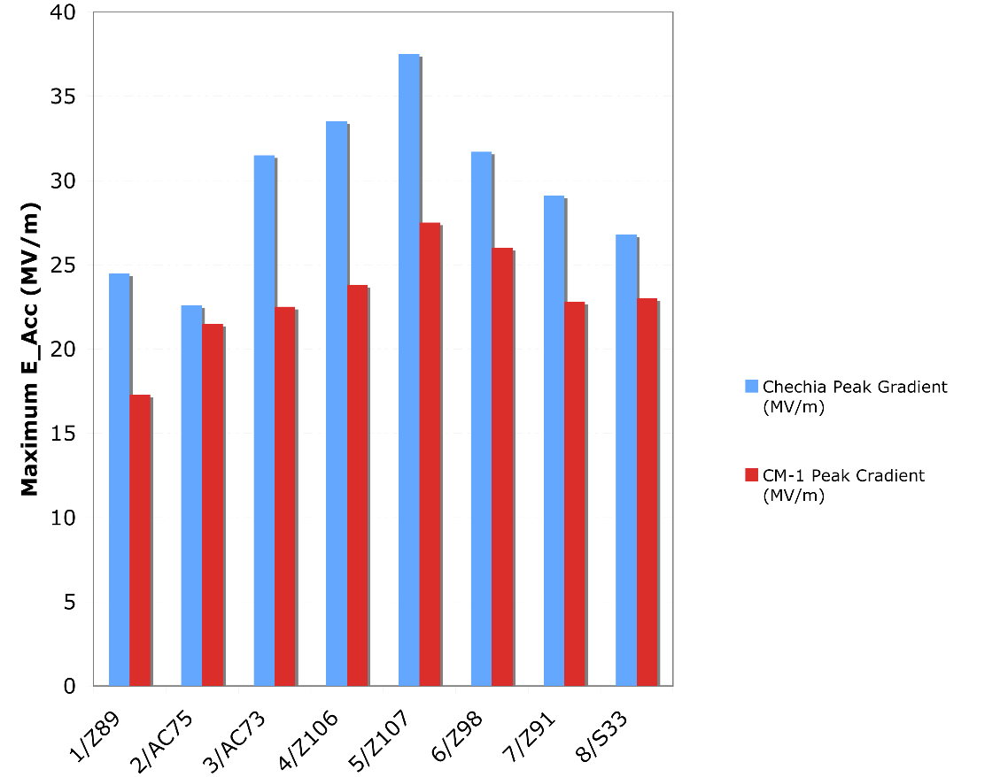 40
35
30
25
20
15
10
5
0
Maximum E_Acc (MV/m)
1/Z89
2/AC75
3/AC73
4/Z106
5/Z107
6/Z98
7/Z91
8/S33
Chechia Peak Gradient
(MV/m)
CM-1 Peak Cradient
(MV/m)